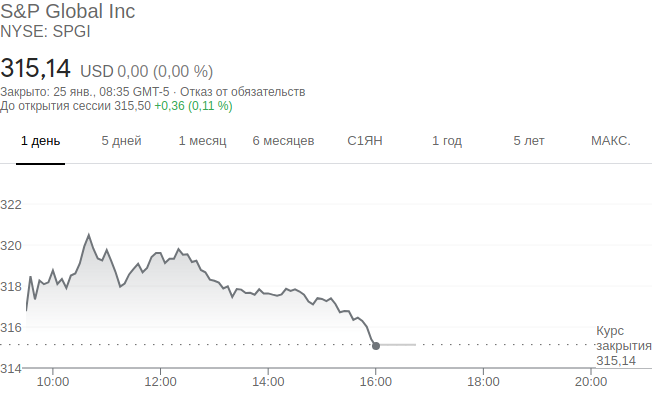 S&P Global Inc
NYSE: SPGI
315,14 USD 0,00 (0,00 %)
Закрыто: 25 янв., 08:35 GMT-5 · Отказ от обязательств
До открытия сессии 315,50 +0,36 (0,11 %)
1 день 5 дней 1 месяц 6 месяцев С1ЯН 1 год 5 лет МАКС.
322
320
318
316
Курс
закрытия
315,14
314
10:00 12:00 14:00 16:00 18:00 20:00